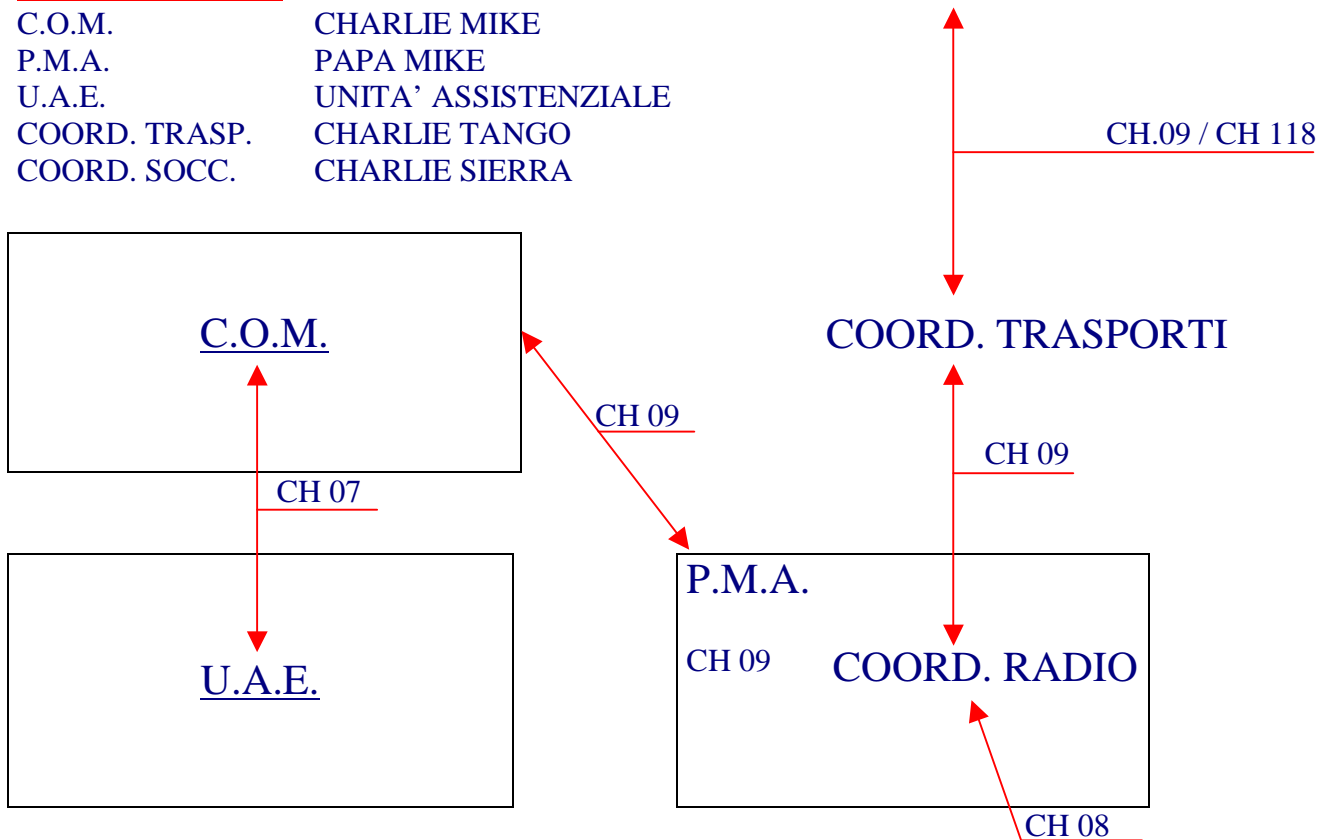 C.O.M. CHARLIE MIKE
P.M.A. PAPA MIKE
U.A.E. UNITA’ ASSISTENZIALE
COORD. TRASP. CHARLIE TANGO
COORD. SOCC. CHARLIE SIERRA
CH.09 / CH 118
C.O.M.
COORD. TRASPORTI
CH 09
CH 09
CH 07
P.M.A.
CH 09 COORD. RADIO
U.A.E.
CH 08